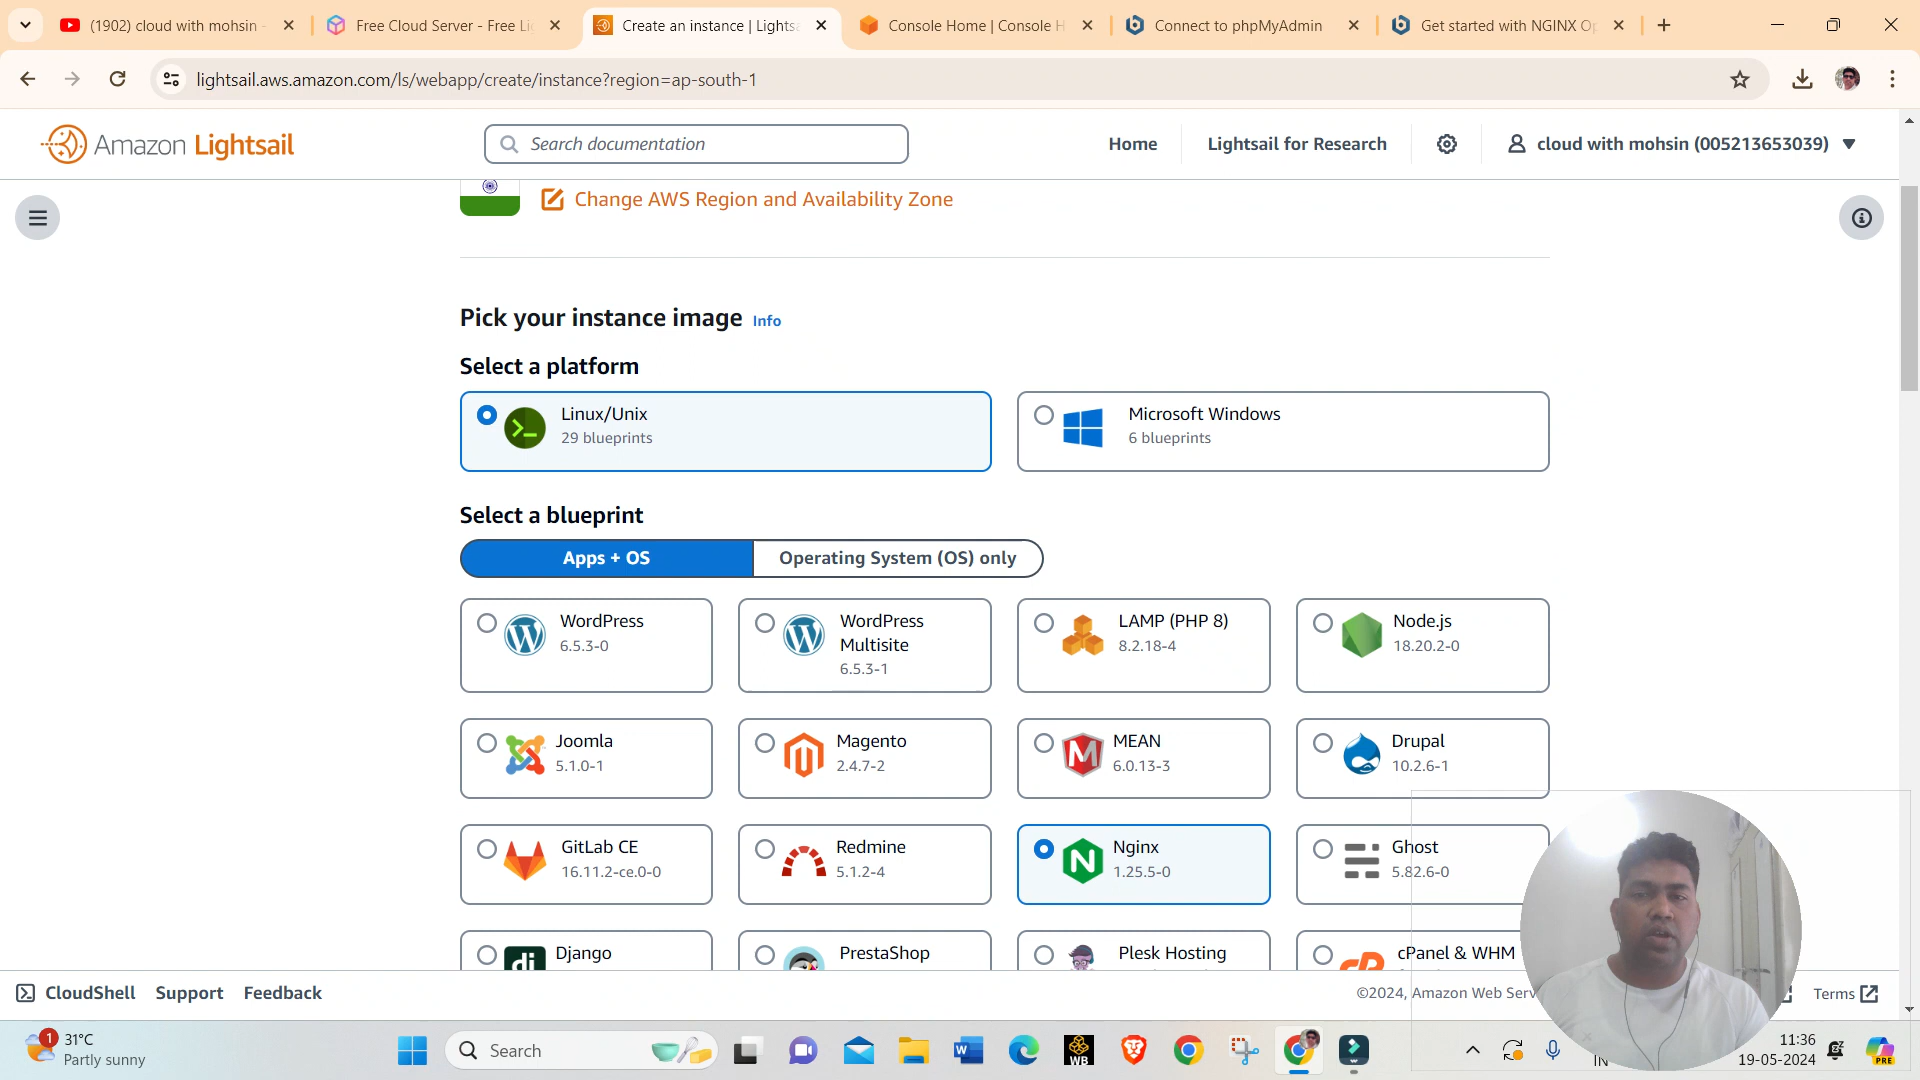 (1902) cloud with mohsin -
Free Cloud Server - Free Li
Create an instance | Lightsa
Console Home | Console H
Connect to phpMyAdmin
Get started with NGINX Op
lightsail.aws.amazon.com/ls/webapp/create/instance?region=ap-south-1
Amazon Lightsail
Search documentation
Home
Lightsail for Research
cloud with mohsin (005213653039)
Change AWS Region and Availability Zone
Pick your instance image Info
Select a platform
Linux/Unix
29 blueprints
Microsoft Windows
6 blueprints
Select a blueprint
Apps + OS
Operating System (OS) only
WordPress
6.5.3-0
WordPress
Multisite
6.5.3-1
LAMP (PHP 8)
8.2.18-4
Node.js
18.20.2-0
Joomla
5.1.0-1
Magento
2.4.7-2
MEAN
6.0.13-3
Drupal
10.2.6-1
GitLab CE
16.11.2-ce.0-0
Redmine
5.1.2-4
Nginx
1.25.5-0
Ghost
5.82.6-0
Django
PrestaShop
Plesk Hosting
cPanel & WHM
CloudShell
Support
Feedback
©2024, Amazon Web Serv
Terms
1
31°C
Partly sunny
Search
WB
IN
11:36
19-05-2024
PRE